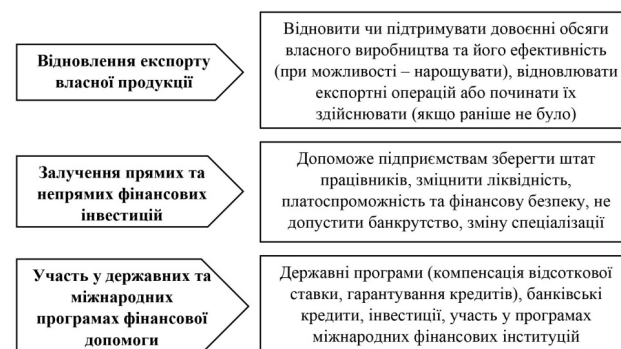 Відновлення експорту
власної продукції
Відновити чи підтримувати довоєнні обсяги
власного виробництва та його ефективність
(при можливості – нарощувати), відновлювати
експортні операцій або починати їх
здійснювати (якщо раніше не було)
Залучення прямих та
непрямих фінансових
інвестицій
Допоможе підприємствам зберегти штат
працівників, зміцнити ліквідність,
платоспроможність та фінансову безпеку, не
допустити банкрутство, зміну спеціалізації
Участь у державних та
міжнародних
програмах фінансової
допомоги
Державні програми (компенсація відсоткової
ставки, гарантування кредитів), банківські
кредити, інвестиції, участь у програмах
міжнародних фінансових інституцій